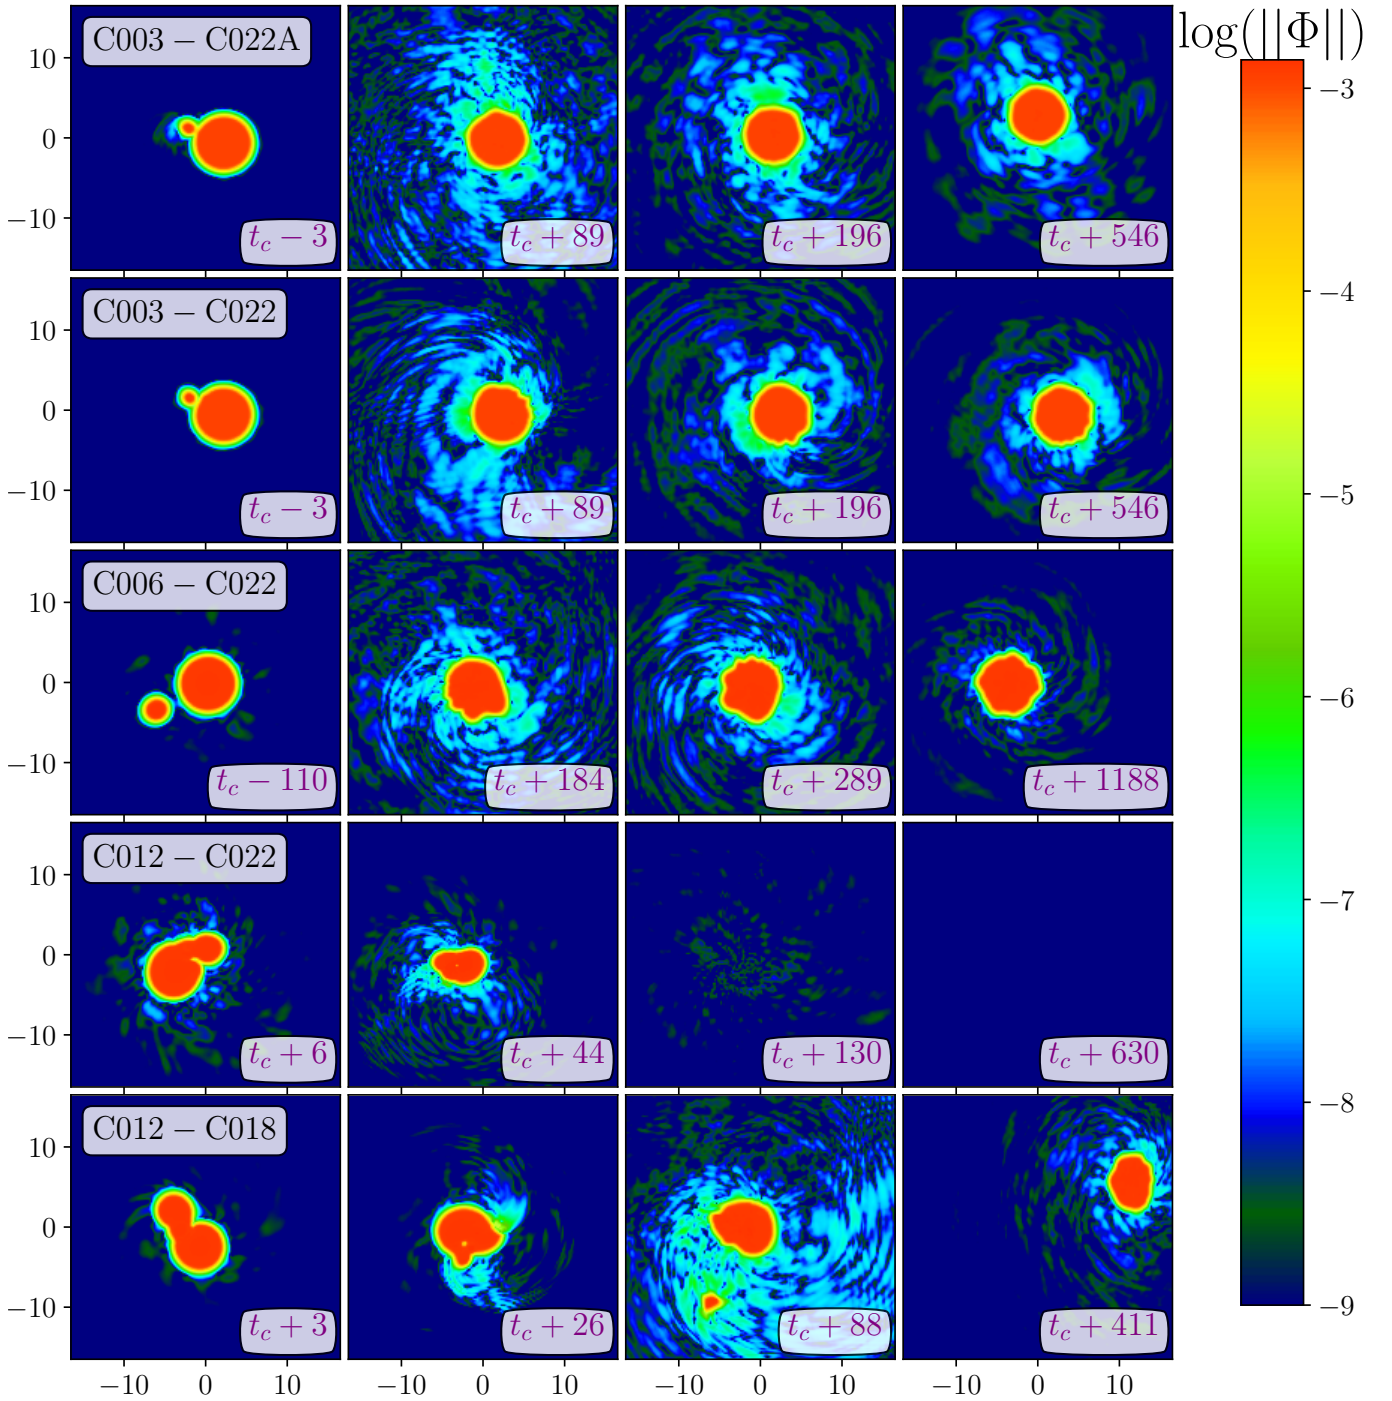 log(||Φ||)
C003 − C022A
10
0
−10
t_c − 3
t_c + 89
t_c + 196
t_c + 546
C003 − C022
10
0
−10
t_c − 3
t_c + 89
t_c + 196
t_c + 546
C006 − C022
10
0
−10
t_c − 110
t_c + 184
t_c + 289
t_c + 1188
C012 − C022
10
0
−10
t_c + 6
t_c + 44
t_c + 130
t_c + 630
C012 − C018
10
0
−10
t_c + 3
t_c + 26
t_c + 88
t_c + 411
−10 0 10 −10 0 10 −10 0 10 −10 0 10
−3
−4
−5
−6
−7
−8
−9